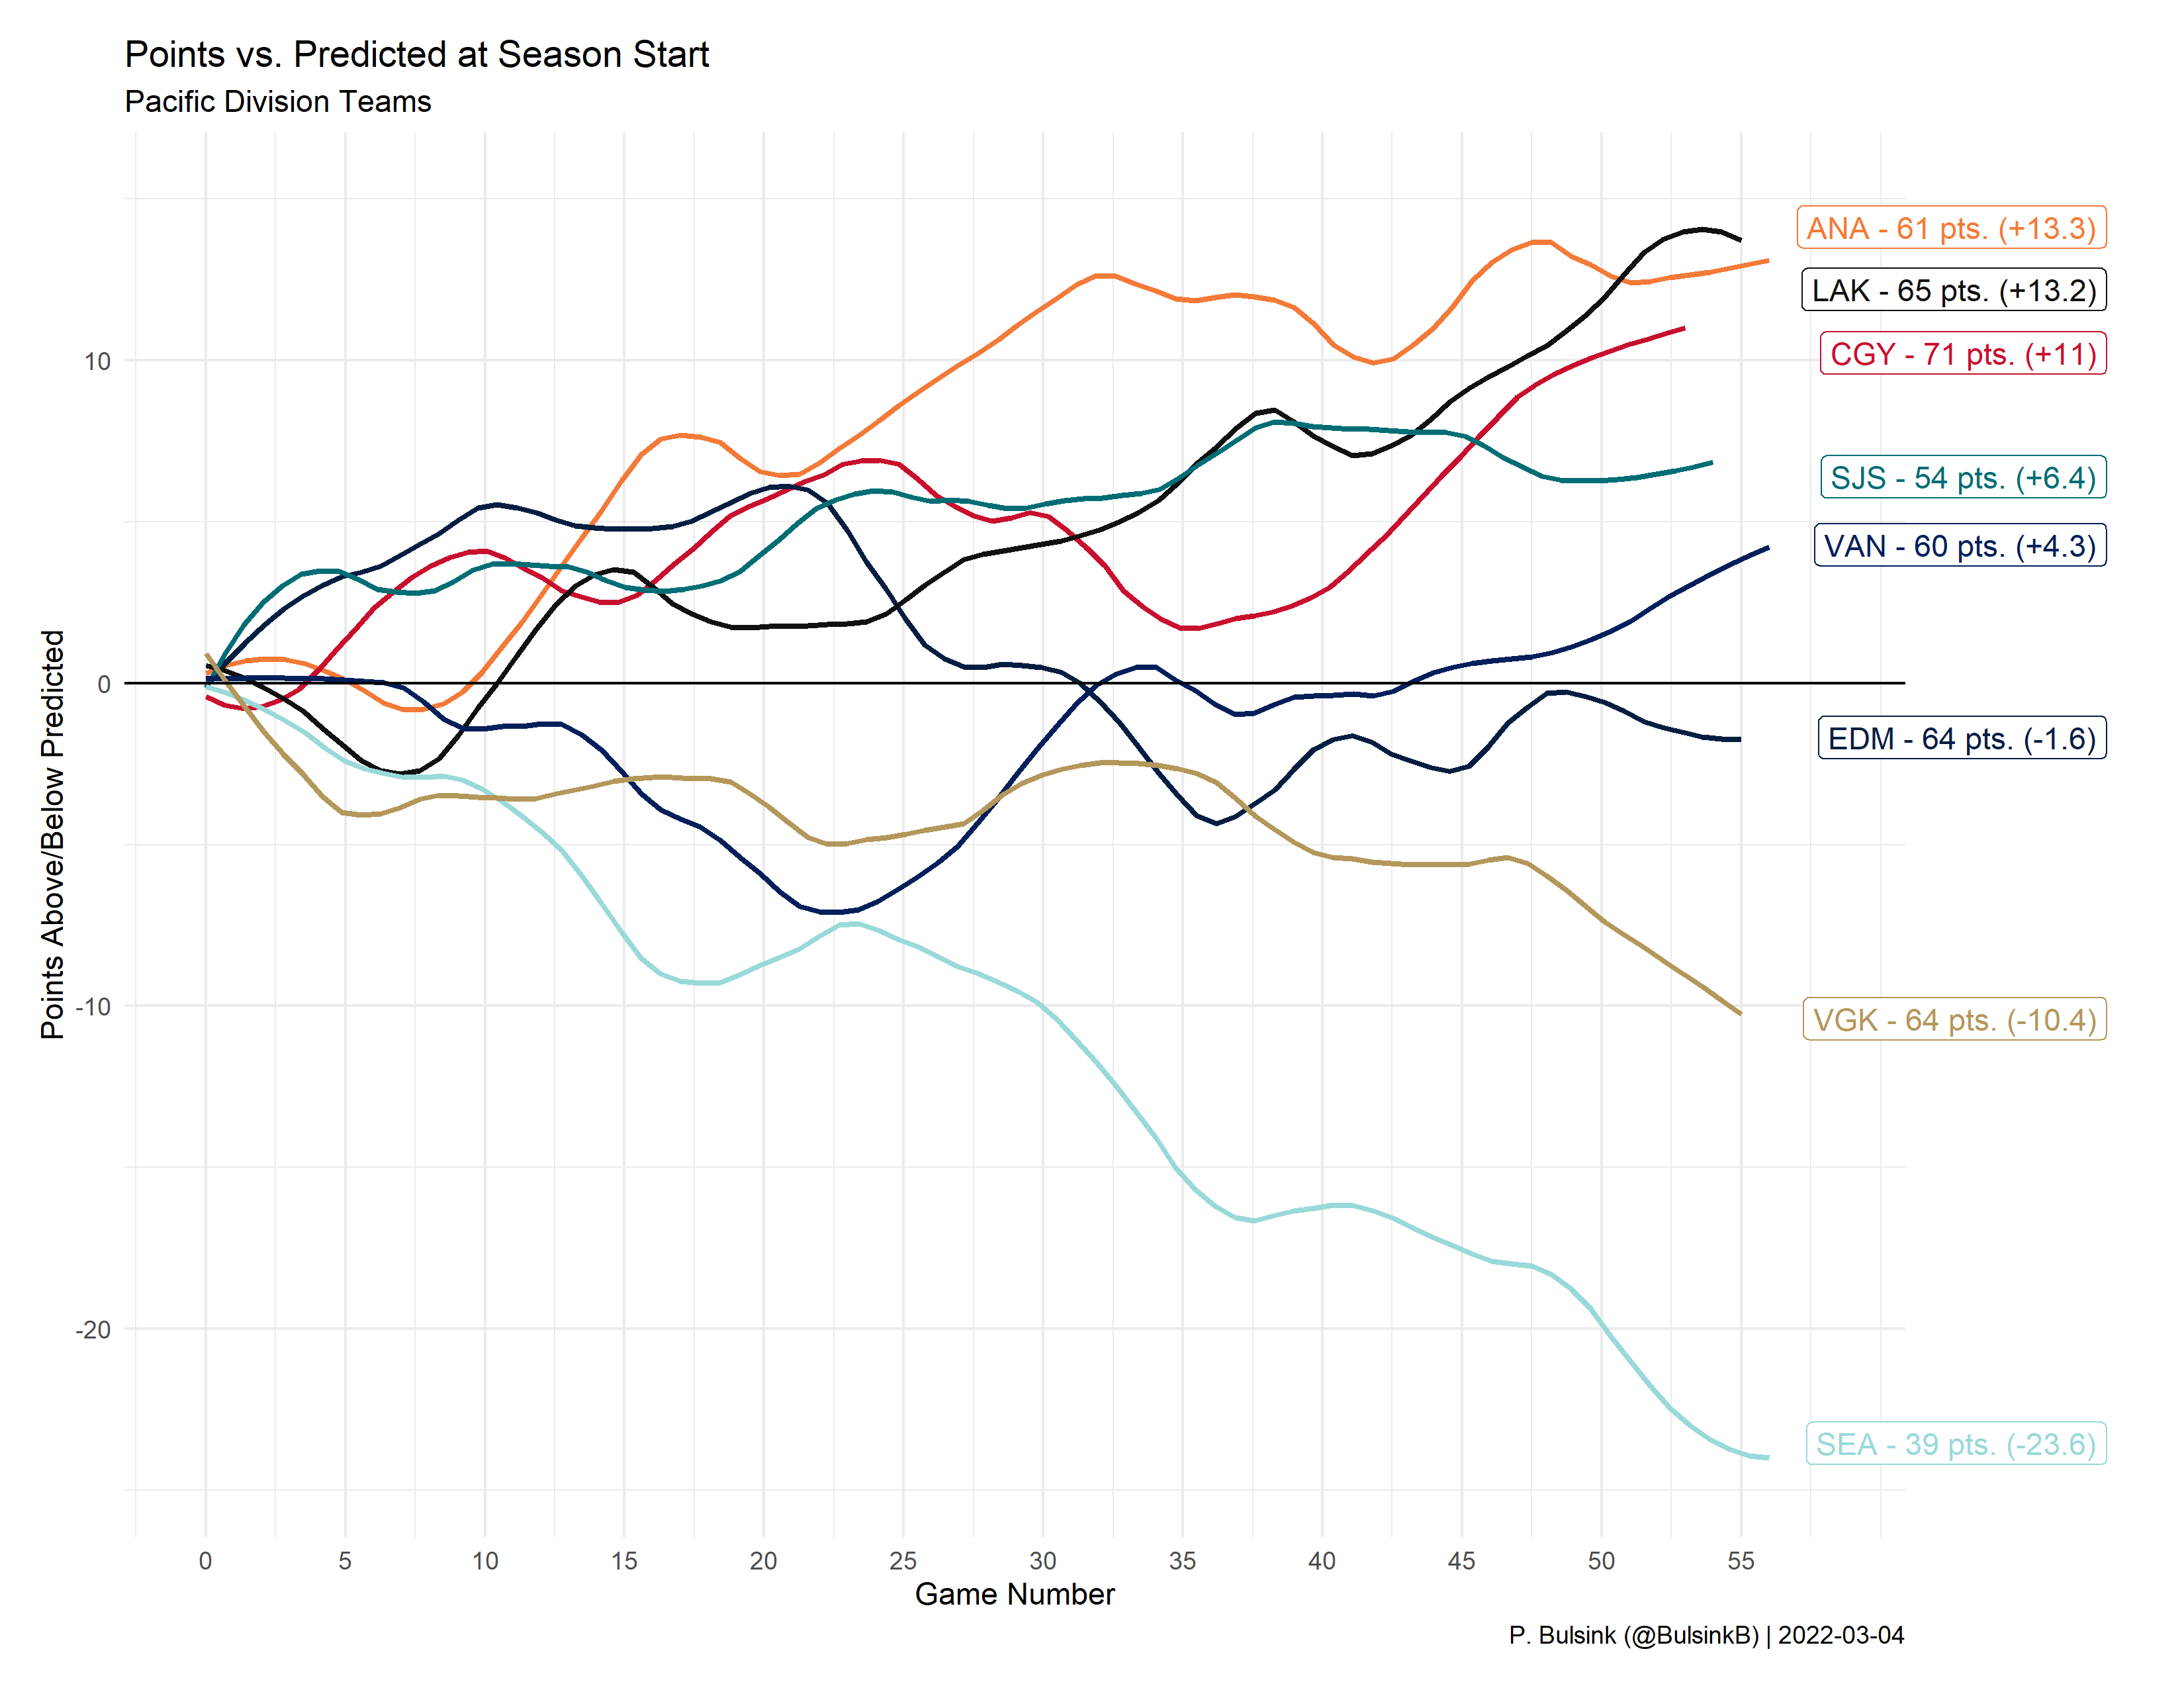 Points vs. Predicted at Season Start
Pacific Division Teams
Points Above/Below Predicted
10
0
-10
-20
ANA - 61 pts. (+13.3)
LAK - 65 pts. (+13.2)
CGY - 71 pts. (+11)
SJS - 54 pts. (+6.4)
VAN - 60 pts. (+4.3)
EDM - 64 pts. (-1.6)
VGK - 64 pts. (-10.4)
SEA - 39 pts. (-23.6)
0 5 10 15 20 25 30 35 40 45 50 55
Game Number
P. Bulsink (@BulsinkB) | 2022-03-04